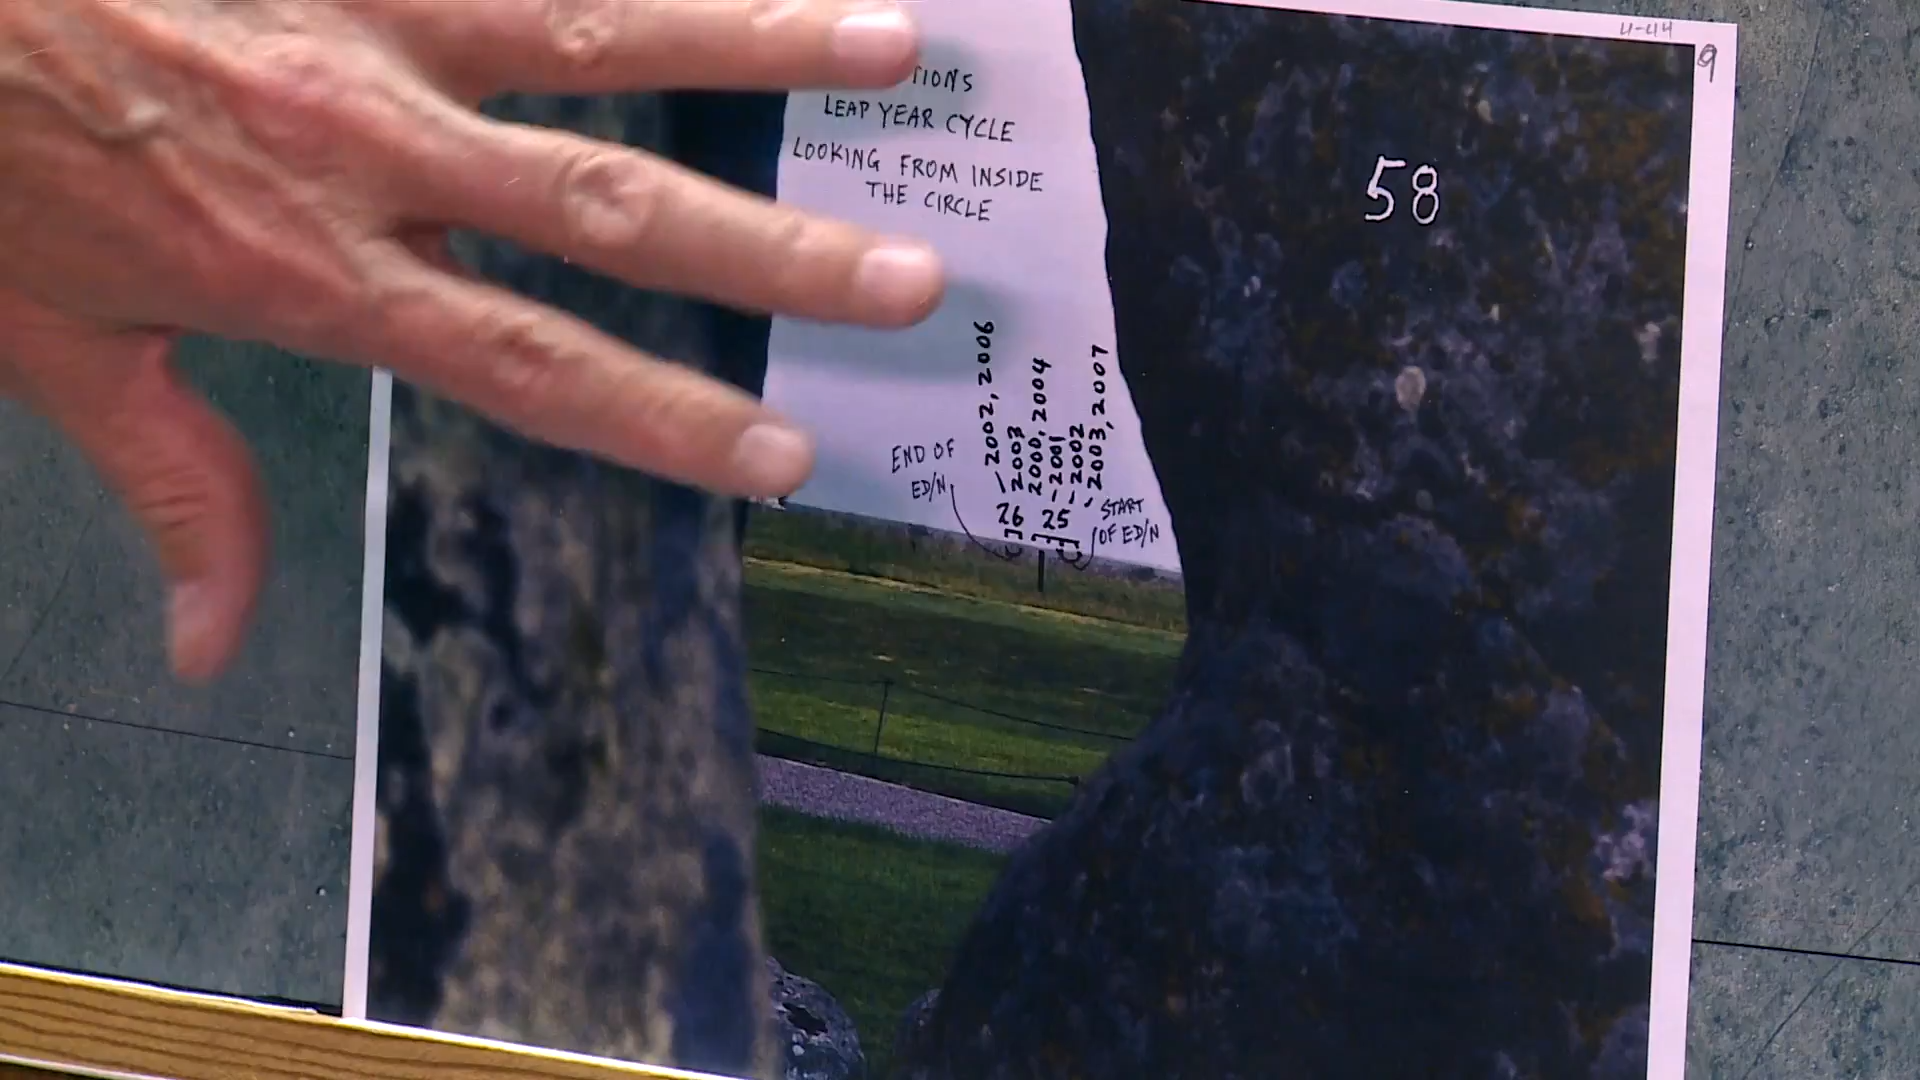 4-44
9
TIONS
LEAP YEAR CYCLE
LOOKING FROM INSIDE
THE CIRCLE
58
2002, 2006
2003
2000, 2004
2001
2002
2003, 2007
END OF
ED/N
26 25
START
OF ED/N